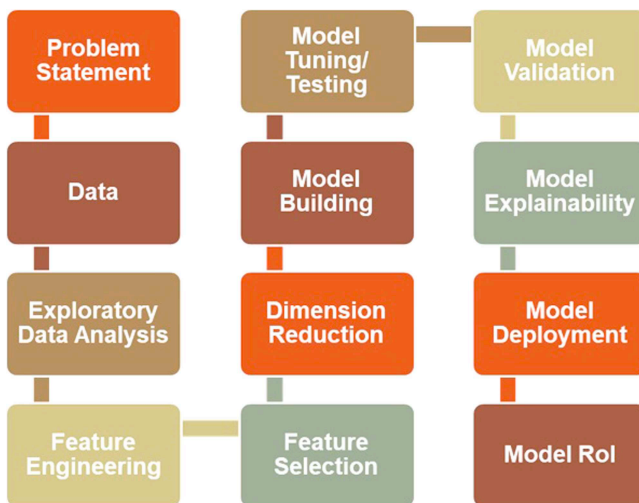 Problem
Statement
Data
Exploratory
Data Analysis
Feature
Engineering
Feature
Selection
Dimension
Reduction
Model
Building
Model
Tuning/
Testing
Model
Validation
Model
Explainability
Model
Deployment
Model RoI